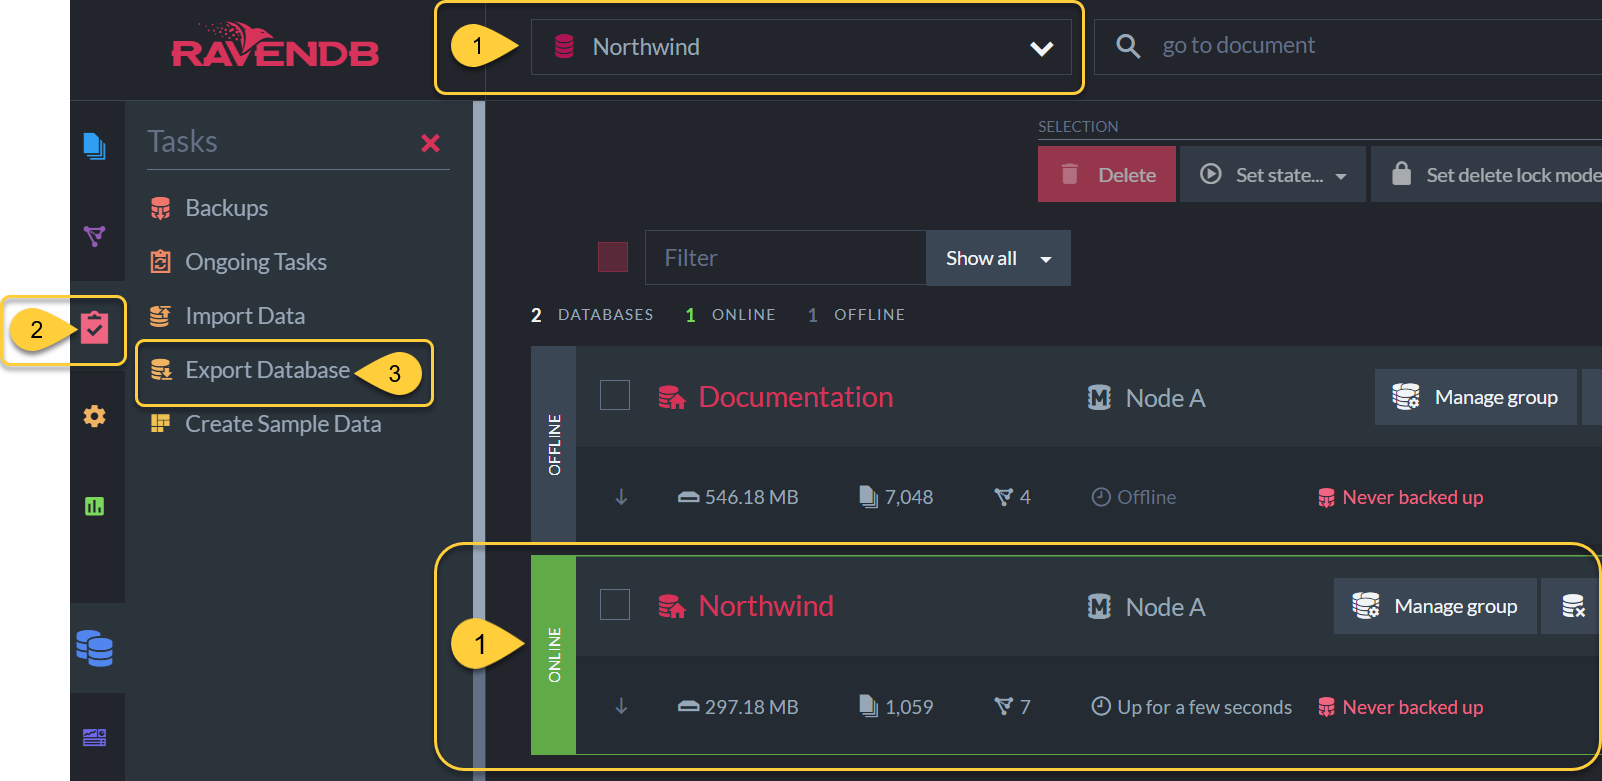 RAVENDB
1
Northwind
go to document
Tasks
Backups
Ongoing Tasks
Import Data
2
Export Database
3
Create Sample Data
SELECTION
Delete
Set state...
Set delete lock mode
Filter
Show all
2 DATABASES 1 ONLINE 1 OFFLINE
OFFLINE
Documentation
Node A
Manage group
546.18 MB
7,048
4
Offline
Never backed up
1
ONLINE
Northwind
Node A
Manage group
297.18 MB
1,059
7
Up for a few seconds
Never backed up